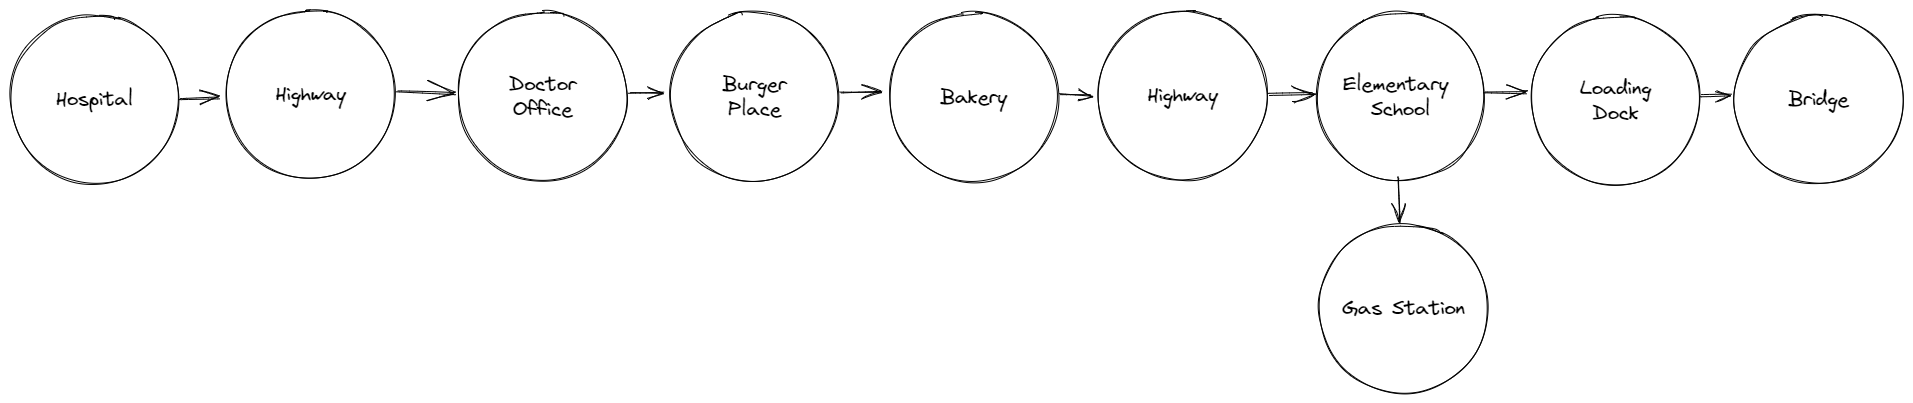 Hospital
Highway
Doctor
Office
Burger
Place
Bakery
Highway
Elementary
School
Loading
Dock
Bridge
Gas Station